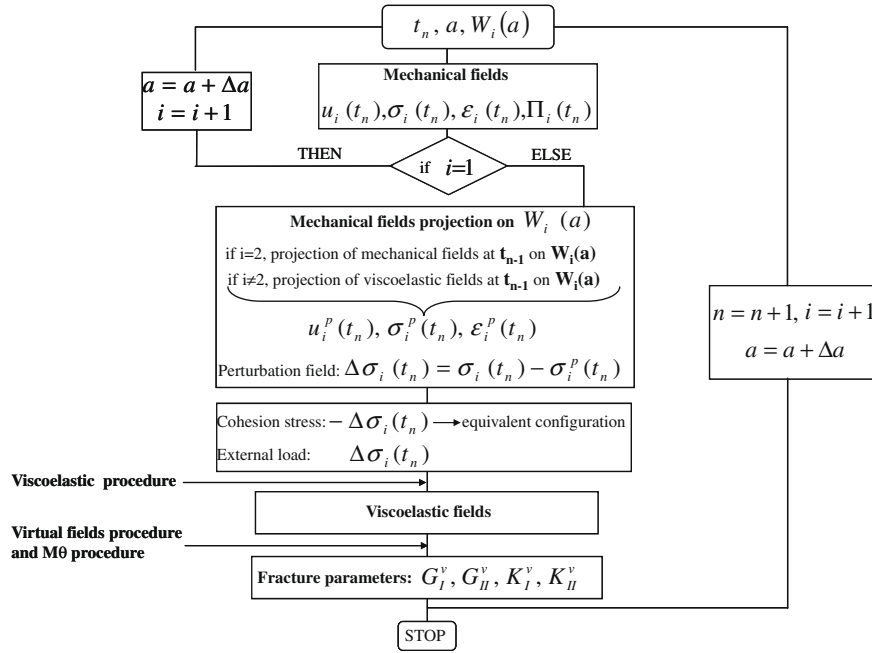 t_n, a, W_i(a)
a = a + Δa
i = i + 1
Mechanical fields
u_i(t_n), σ_i(t_n), ε_i(t_n), Π_i(t_n)
THEN
if i=1
ELSE
Mechanical fields projection on W_i (a)
if i=2, projection of mechanical fields at t_{n-1} on W_i(a)
if i≠2, projection of viscoelastic fields at t_{n-1} on W_i(a)
u_i^p(t_n), σ_i^p(t_n), ε_i^p(t_n)
Perturbation field: Δσ_i(t_n) = σ_i(t_n) − σ_i^p(t_n)
n = n+1, i = i+1
a = a + Δa
Cohesion stress: − Δσ_i(t_n) → equivalent configuration
External load: Δσ_i(t_n)
Viscoelastic procedure
Viscoelastic fields
Virtual fields procedure
and Mθ procedure
Fracture parameters: G_I^v, G_II^v, K_I^v, K_II^v
STOP